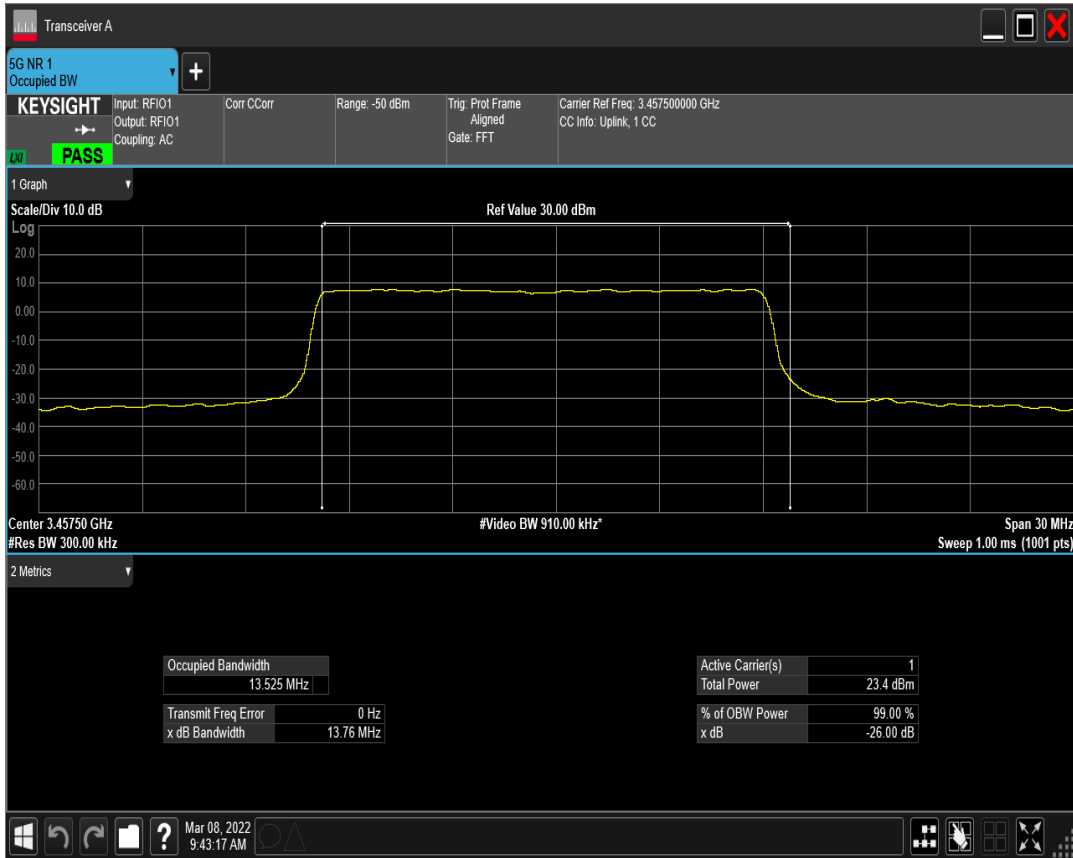 Transceiver A
5G NR 1
Occupied BW
KEYSIGHT
LXI
PASS
Input: RFIO1
Output: RFIO1
Coupling: AC
Corr CCorr
Range: -50 dBm
Trig: Prot Frame
Aligned
Gate: FFT
Carrier Ref Freq: 3.457500000 GHz
CC Info: Uplink, 1 CC
1 Graph
Scale/Div 10.0 dB
Ref Value 30.00 dBm
Log
20.0
10.0
0.00
-10.0
-20.0
-30.0
-40.0
-50.0
-60.0
Center 3.45750 GHz
#Video BW 910.00 kHz*
Span 30 MHz
#Res BW 300.00 kHz
Sweep 1.00 ms (1001 pts)
2 Metrics
Occupied Bandwidth
13.525 MHz
Transmit Freq Error 0 Hz
x dB Bandwidth 13.76 MHz
Active Carrier(s) 1
Total Power 23.4 dBm
% of OBW Power 99.00 %
x dB -26.00 dB
?
Mar 08, 2022
9:43:17 AM